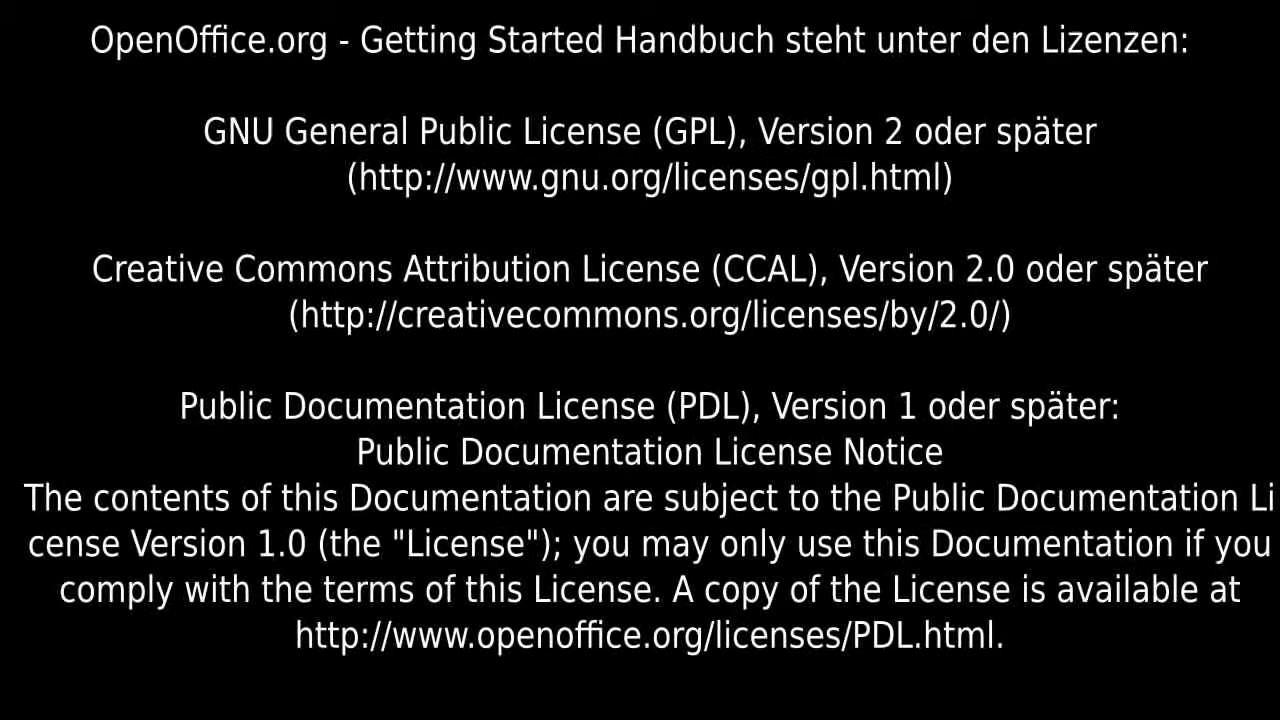 OpenOffice.org - Getting Started Handbuch steht unter den Lizenzen:
GNU General Public License (GPL), Version 2 oder später
(http://www.gnu.org/licenses/gpl.html)
Creative Commons Attribution License (CCAL), Version 2.0 oder später
(http://creativecommons.org/licenses/by/2.0/)
Public Documentation License (PDL), Version 1 oder später:
Public Documentation License Notice
The contents of this Documentation are subject to the Public Documentation Li
cense Version 1.0 (the "License"); you may only use this Documentation if you
comply with the terms of this License. A copy of the License is available at
http://www.openoffice.org/licenses/PDL.html.